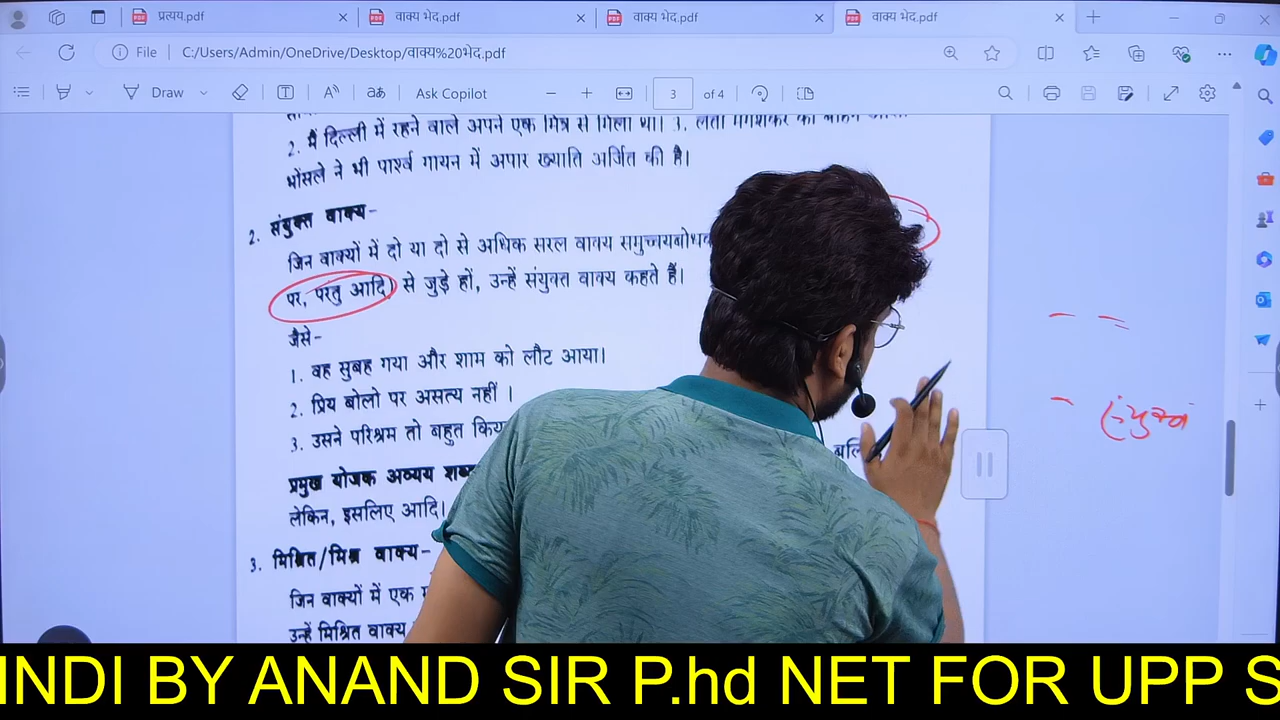 प्रत्यय.pdf
वाक्य भेद.pdf
वाक्य भेद.pdf
वाक्य भेद.pdf
File C:/Users/Admin/OneDrive/Desktop/वाक्य%20भेद.pdf
Draw
Ask Copilot
3 of 4
2. मैं दिल्ली में रहने वाले अपने एक मित्र से मिला था। 3. लता मंगेशकर की
भोंसले ने भी पार्श्व गायन में अपार ख्याति अर्जित की है।
2. संयुक्त वाक्य-
जिन वाक्यों में दो या दो से अधिक सरल वाक्य समुच्चयबोधक
पर, परंतु आदि) से जुड़े हों, उन्हें संयुक्त वाक्य कहते हैं।
जैसे-
1. वह सुबह गया और शाम को लौट आया।
2. प्रिय बोलो पर असत्य नहीं ।
3. उसने परिश्रम तो बहुत
प्रमुख योजक अव्यय
लेकिन, इसलिए आदि।
3. मिश्रित/मिश्र वाक्य-
जिन वाक्यों में एक
उन्हें मिश्रित वाक्य
INDI BY ANAND SIR P.hd NET FOR UPP S